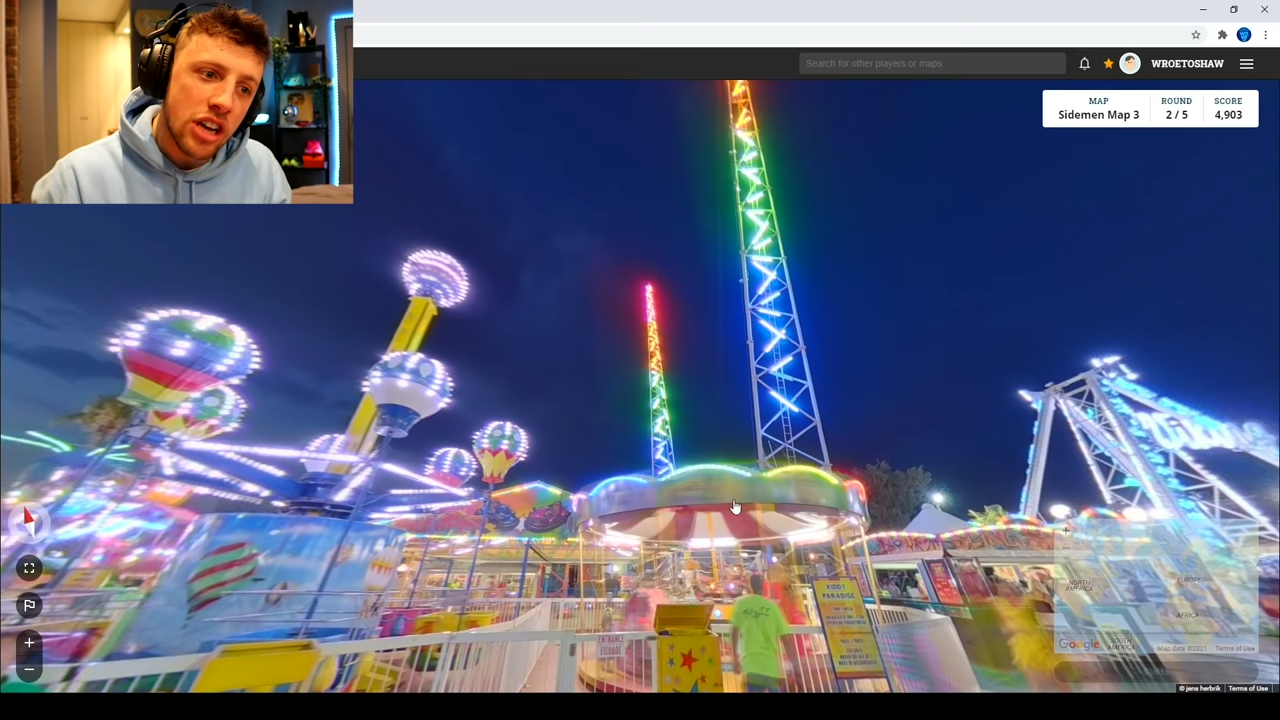 Search for other players or maps
WROETOSHAW
MAP
Sidemen Map 3
ROUND
2 / 5
SCORE
4,903
KIDDY
PARADISE
ENTRANCE
NORTH
AMERICA
EUROPE
AFRICA
SOUTH
AMERICA
Google
Map data ©2021
Terms of Use
© jens herbrik
Terms of Use